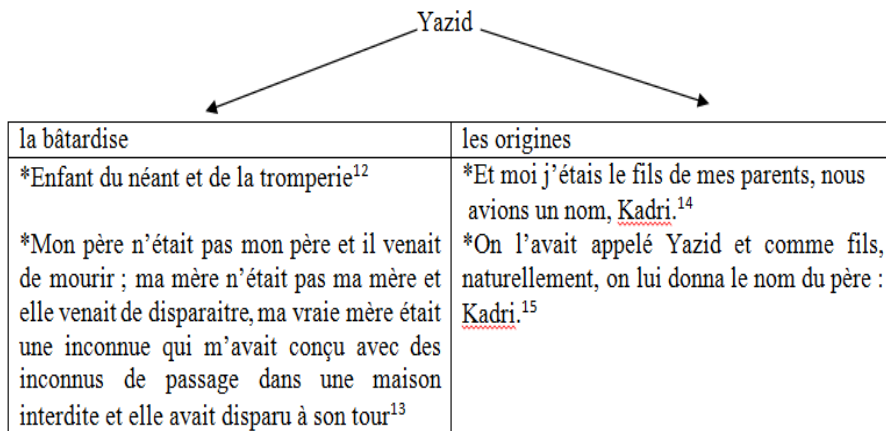 Yazid
la bâtardise
*Enfant du néant et de la tromperie¹²
*Mon père n’était pas mon père et il venait
de mourir ; ma mère n’était pas ma mère et
elle venait de disparaitre, ma vraie mère était
une inconnue qui m’avait conçu avec des
inconnus de passage dans une maison
interdite et elle avait disparu à son tour¹³
les origines
*Et moi j’étais le fils de mes parents, nous
avions un nom, Kadri.¹⁴
*On l’avait appelé Yazid et comme fils,
naturellement, on lui donna le nom du père :
Kadri.¹⁵